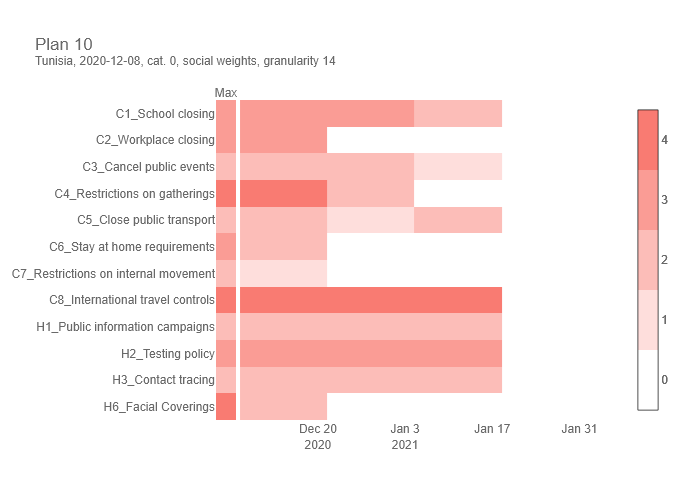 Plan 10
Tunisia, 2020-12-08, cat. 0, social weights, granularity 14
Max
C1_School closing
C2_Workplace closing
C3_Cancel public events
C4_Restrictions on gatherings
C5_Close public transport
C6_Stay at home requirements
C7_Restrictions on internal movement
C8_International travel controls
H1_Public information campaigns
H2_Testing policy
H3_Contact tracing
H6_Facial Coverings
Dec 20 Jan 3 Jan 17 Jan 31
2020 2021
4
3
2
1
0